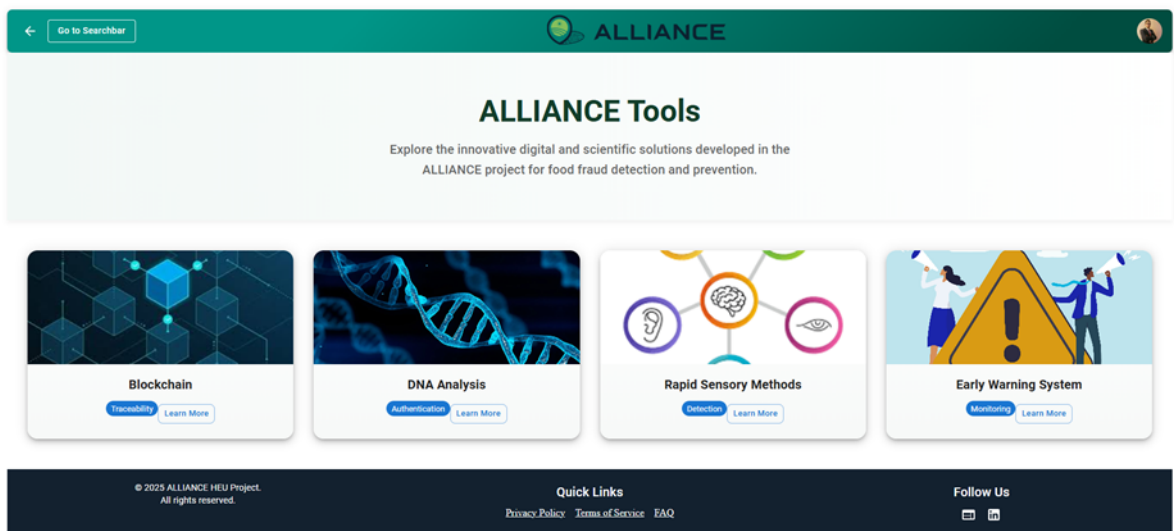 Go to Searchbar
ALLIANCE
ALLIANCE Tools
Explore the innovative digital and scientific solutions developed in the
ALLIANCE project for food fraud detection and prevention.
Blockchain
Traceability Learn More
DNA Analysis
Authentication Learn More
Rapid Sensory Methods
Detection Learn More
Early Warning System
Monitoring Learn More
© 2025 ALLIANCE HEU Project.
All rights reserved.
Quick Links
Privacy Policy Terms of Service FAQ
Follow Us